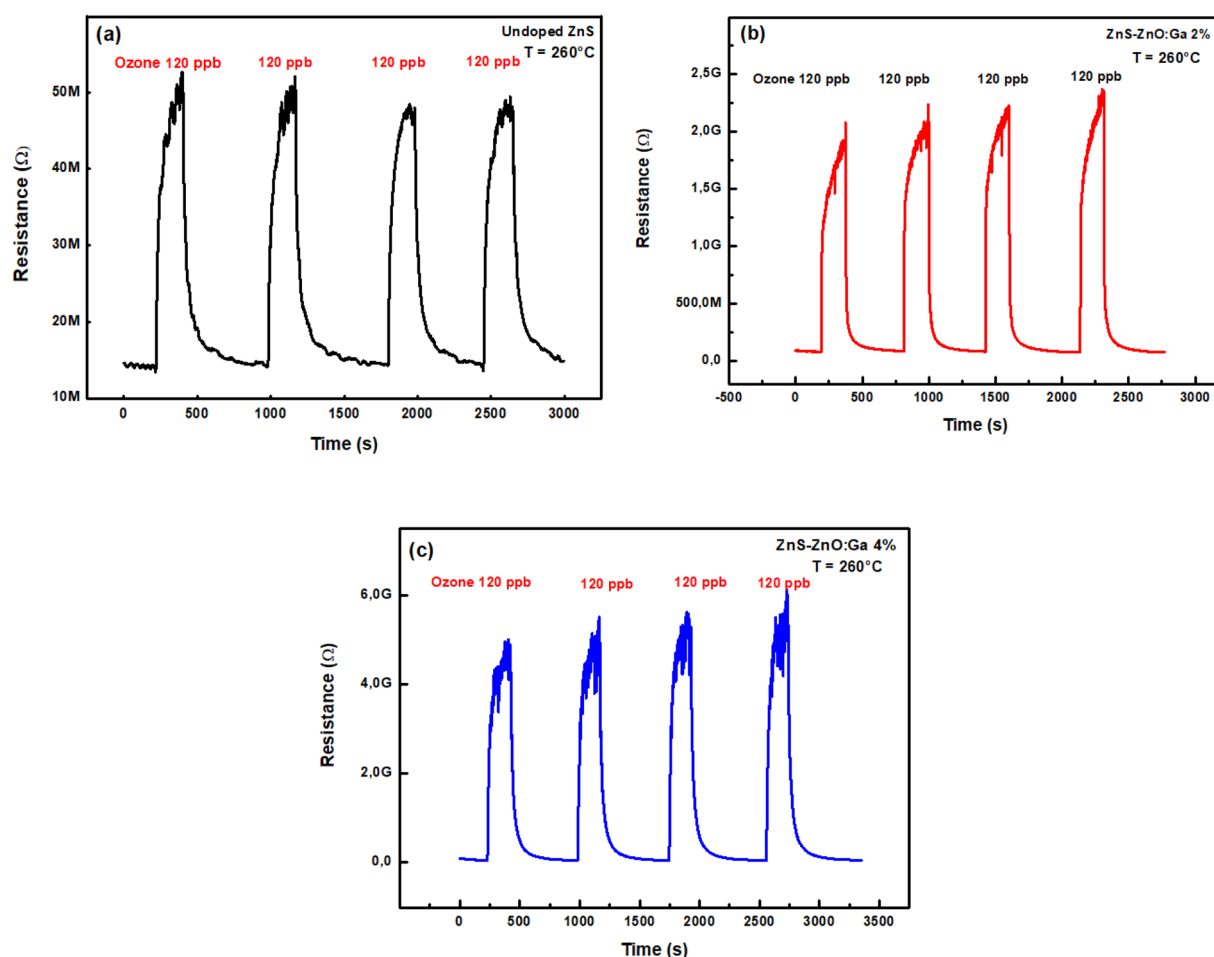 (a)
Undoped ZnS
T = 260°C
Ozone 120 ppb
120 ppb
120 ppb
120 ppb
50M
40M
30M
20M
10M
Resistance (Ω)
0
500
1000
1500
2000
2500
3000
Time (s)
(b)
ZnS-ZnO:Ga 2%
T = 260°C
Ozone 120 ppb
120 ppb
120 ppb
120 ppb
2,5G
2,0G
1,5G
1,0G
500,0M
0,0
Resistance (Ω)
-500
0
500
1000
1500
2000
2500
3000
Time (s)
(c)
ZnS-ZnO:Ga 4%
T = 260°C
Ozone 120 ppb
120 ppb
120 ppb
120 ppb
6,0G
4,0G
2,0G
0,0
Resistance (Ω)
0
500
1000
1500
2000
2500
3000
3500
Time (s)